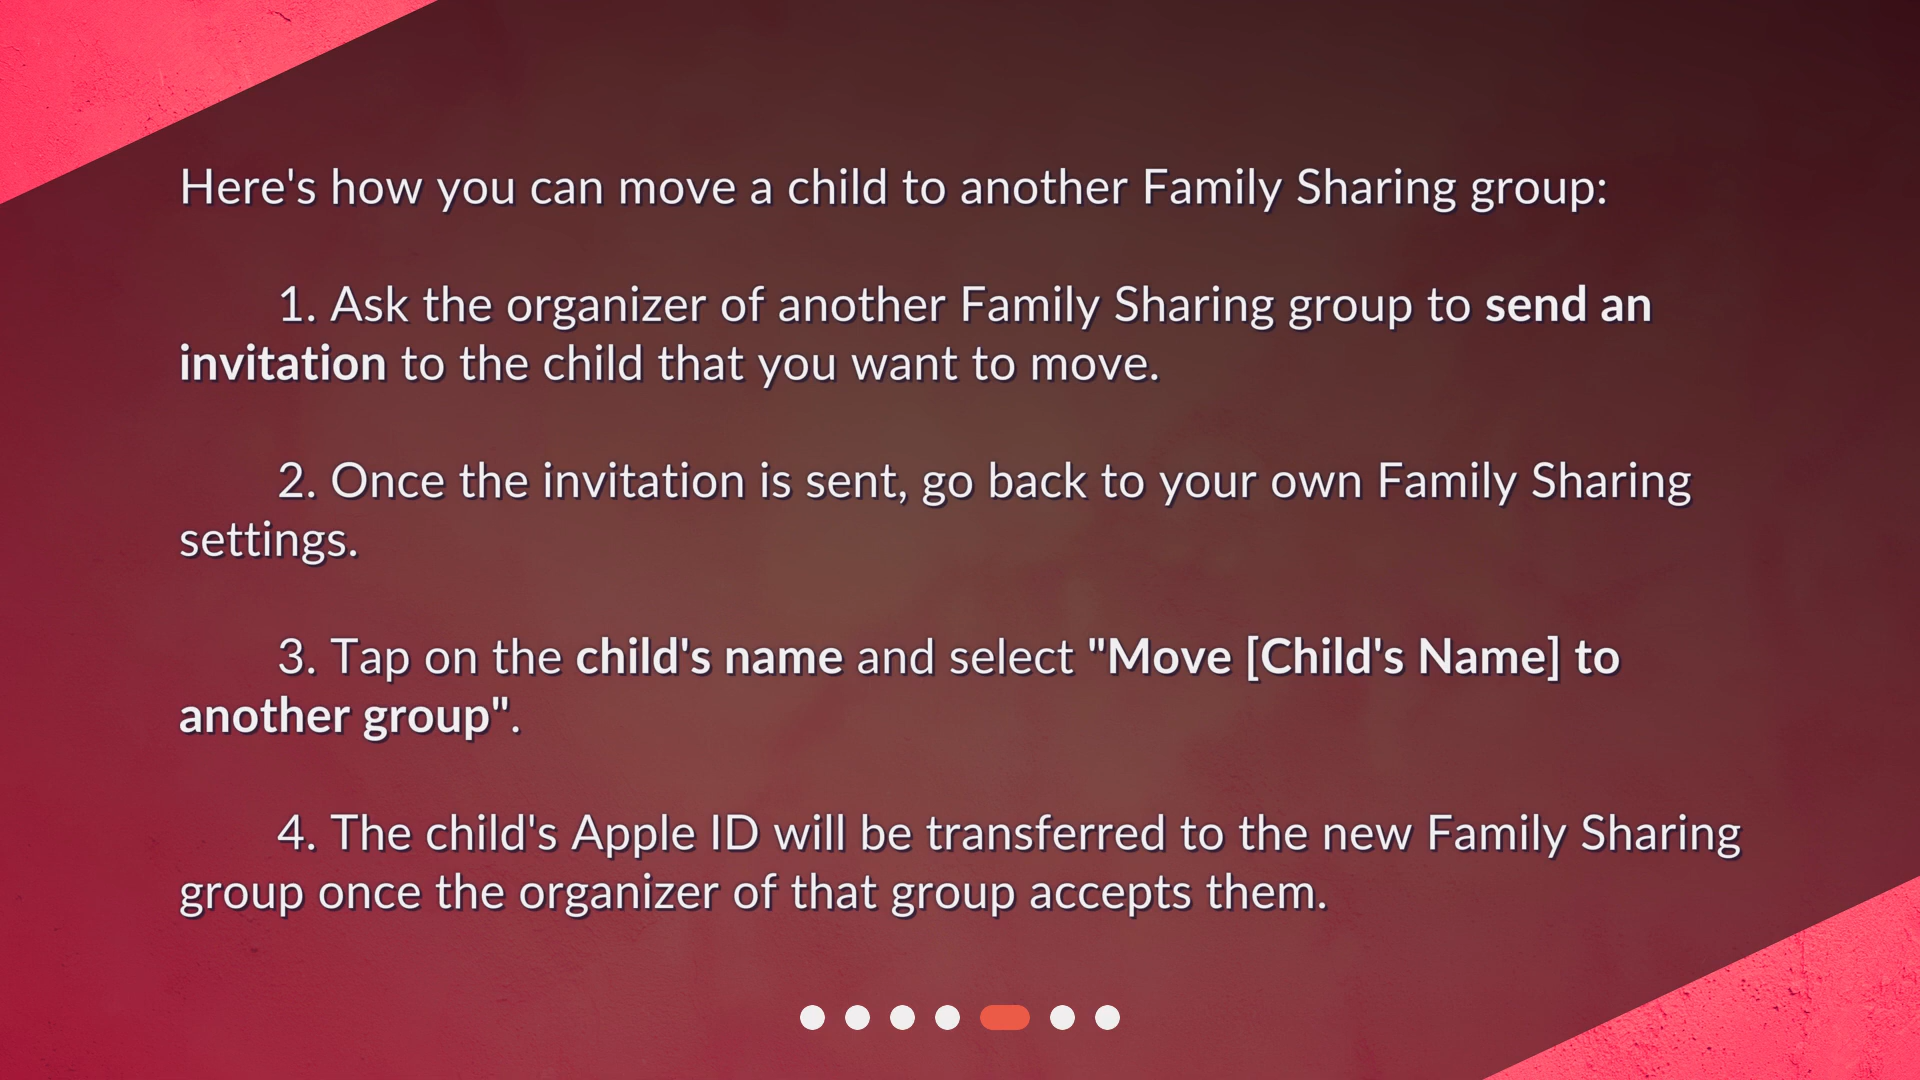 Here's how you can move a child to another Family Sharing group:
1. Ask the organizer of another Family Sharing group to send an
invitation to the child that you want to move.
2. Once the invitation is sent, go back to your own Family Sharing
settings.
3. Tap on the child's name and select "Move [Child's Name] to
another group".
4. The child's Apple ID will be transferred to the new Family Sharing
group once the organizer of that group accepts them.